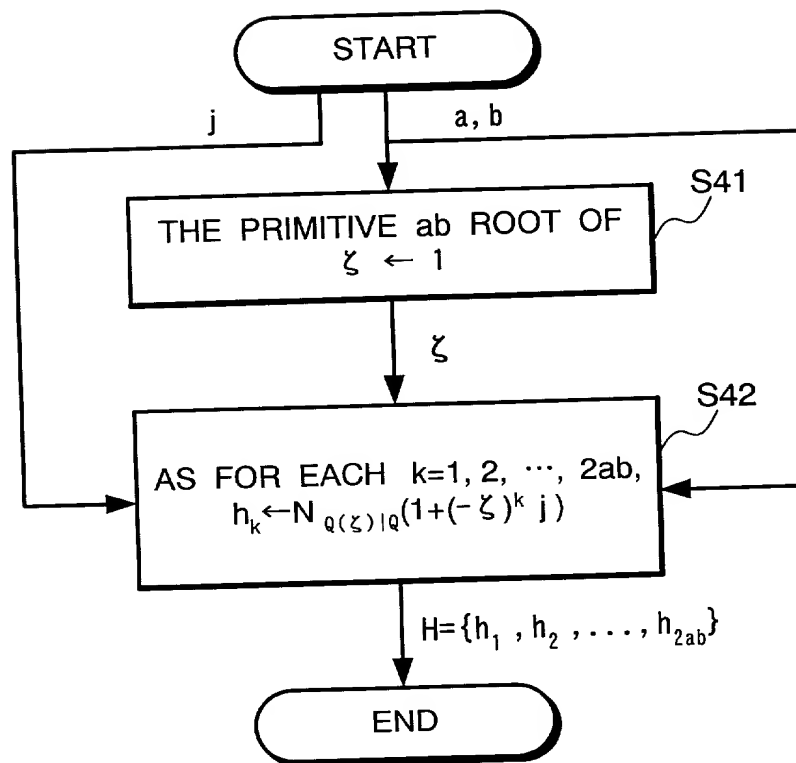 START
j
a, b
S41
THE PRIMITIVE ab ROOT OF
ζ ← 1
ζ
S42
AS FOR EACH k=1, 2, ⋯, 2ab,
h_k←N_{Q(ζ)|Q}(1+(-ζ)^k j)
H={h_1 , h_2 , . . . , h_{2ab}}
END